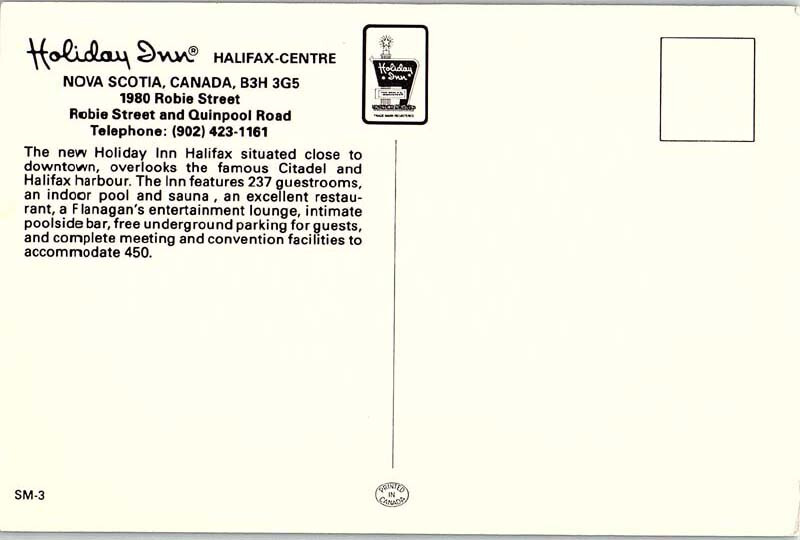 Holiday Inn® HALIFAX-CENTRE
NOVA SCOTIA, CANADA, B3H 3G5
1980 Robie Street
Robie Street and Quinpool Road
Telephone: (902) 423-1161
The new Holiday Inn Halifax situated close to
downtown, overlooks the famous Citadel and
Halifax harbour. The Inn features 237 guestrooms,
an indoor pool and sauna , an excellent restau-
rant, a Flanagan's entertainment lounge, intimate
poolside bar, free underground parking for guests,
and complete meeting and convention facilities to
accommodate 450.
Holiday
Inn
TRADE MARK REGISTERED
SM-3
PRINTED
IN
CANADA